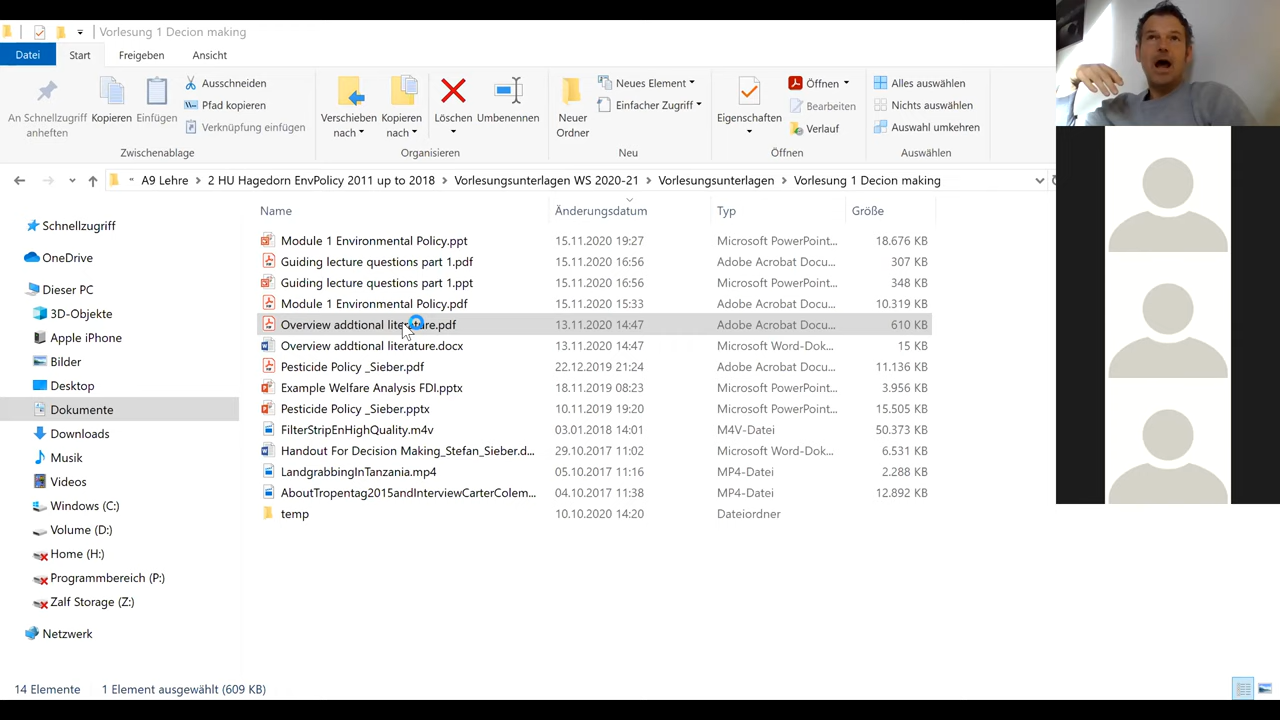 Vorlesung 1 Decion making
Datei Start Freigeben Ansicht
An Schnellzugriff anheften
Kopieren
Einfügen
Ausschneiden
Pfad kopieren
Verknüpfung einfügen
Zwischenablage
Verschieben nach
Kopieren nach
Löschen
Umbenennen
Organisieren
Neuer Ordner
Neues Element
Einfacher Zugriff
Neu
Eigenschaften
Öffnen
Bearbeiten
Verlauf
Öffnen
Alles auswählen
Nichts auswählen
Auswahl umkehren
Auswählen
« A9 Lehre > 2 HU Hagedorn EnvPolicy 2011 up to 2018 > Vorlesungsunterlagen WS 2020-21 > Vorlesungsunterlagen > Vorlesung 1 Decion making
Schnellzugriff
OneDrive
Dieser PC
3D-Objekte
Apple iPhone
Bilder
Desktop
Dokumente
Downloads
Musik
Videos
Windows (C:)
Volume (D:)
Home (H:)
Programmbereich (P:)
Zalf Storage (Z:)
Netzwerk
Name Änderungsdatum Typ Größe
Module 1 Environmental Policy.ppt 15.11.2020 19:27 Microsoft PowerPoint... 18.676 KB
Guiding lecture questions part 1.pdf 15.11.2020 16:56 Adobe Acrobat Docu... 307 KB
Guiding lecture questions part 1.ppt 15.11.2020 16:56 Microsoft PowerPoint... 348 KB
Module 1 Environmental Policy.pdf 15.11.2020 15:33 Adobe Acrobat Docu... 10.319 KB
Overview addtional literature.pdf 13.11.2020 14:47 Adobe Acrobat Docu... 610 KB
Overview addtional literature.docx 13.11.2020 14:47 Microsoft Word-Dok... 15 KB
Pesticide Policy _Sieber.pdf 22.12.2019 21:24 Adobe Acrobat Docu... 11.136 KB
Example Welfare Analysis FDI.pptx 18.11.2019 08:23 Microsoft PowerPoint... 3.956 KB
Pesticide Policy _Sieber.pptx 10.11.2019 19:20 Microsoft PowerPoint... 15.505 KB
FilterStripEnHighQuality.m4v 03.01.2018 14:01 M4V-Datei 50.373 KB
Handout For Decision Making_Stefan_Sieber.d... 29.10.2017 11:02 Microsoft Word-Dok... 6.531 KB
LandgrabbingInTanzania.mp4 05.10.2017 11:16 MP4-Datei 2.288 KB
AboutTropentag2015andInterviewCarterColem... 04.10.2017 11:38 MP4-Datei 12.892 KB
temp 10.10.2020 14:20 Dateiordner
14 Elemente 1 Element ausgewählt (609 KB)